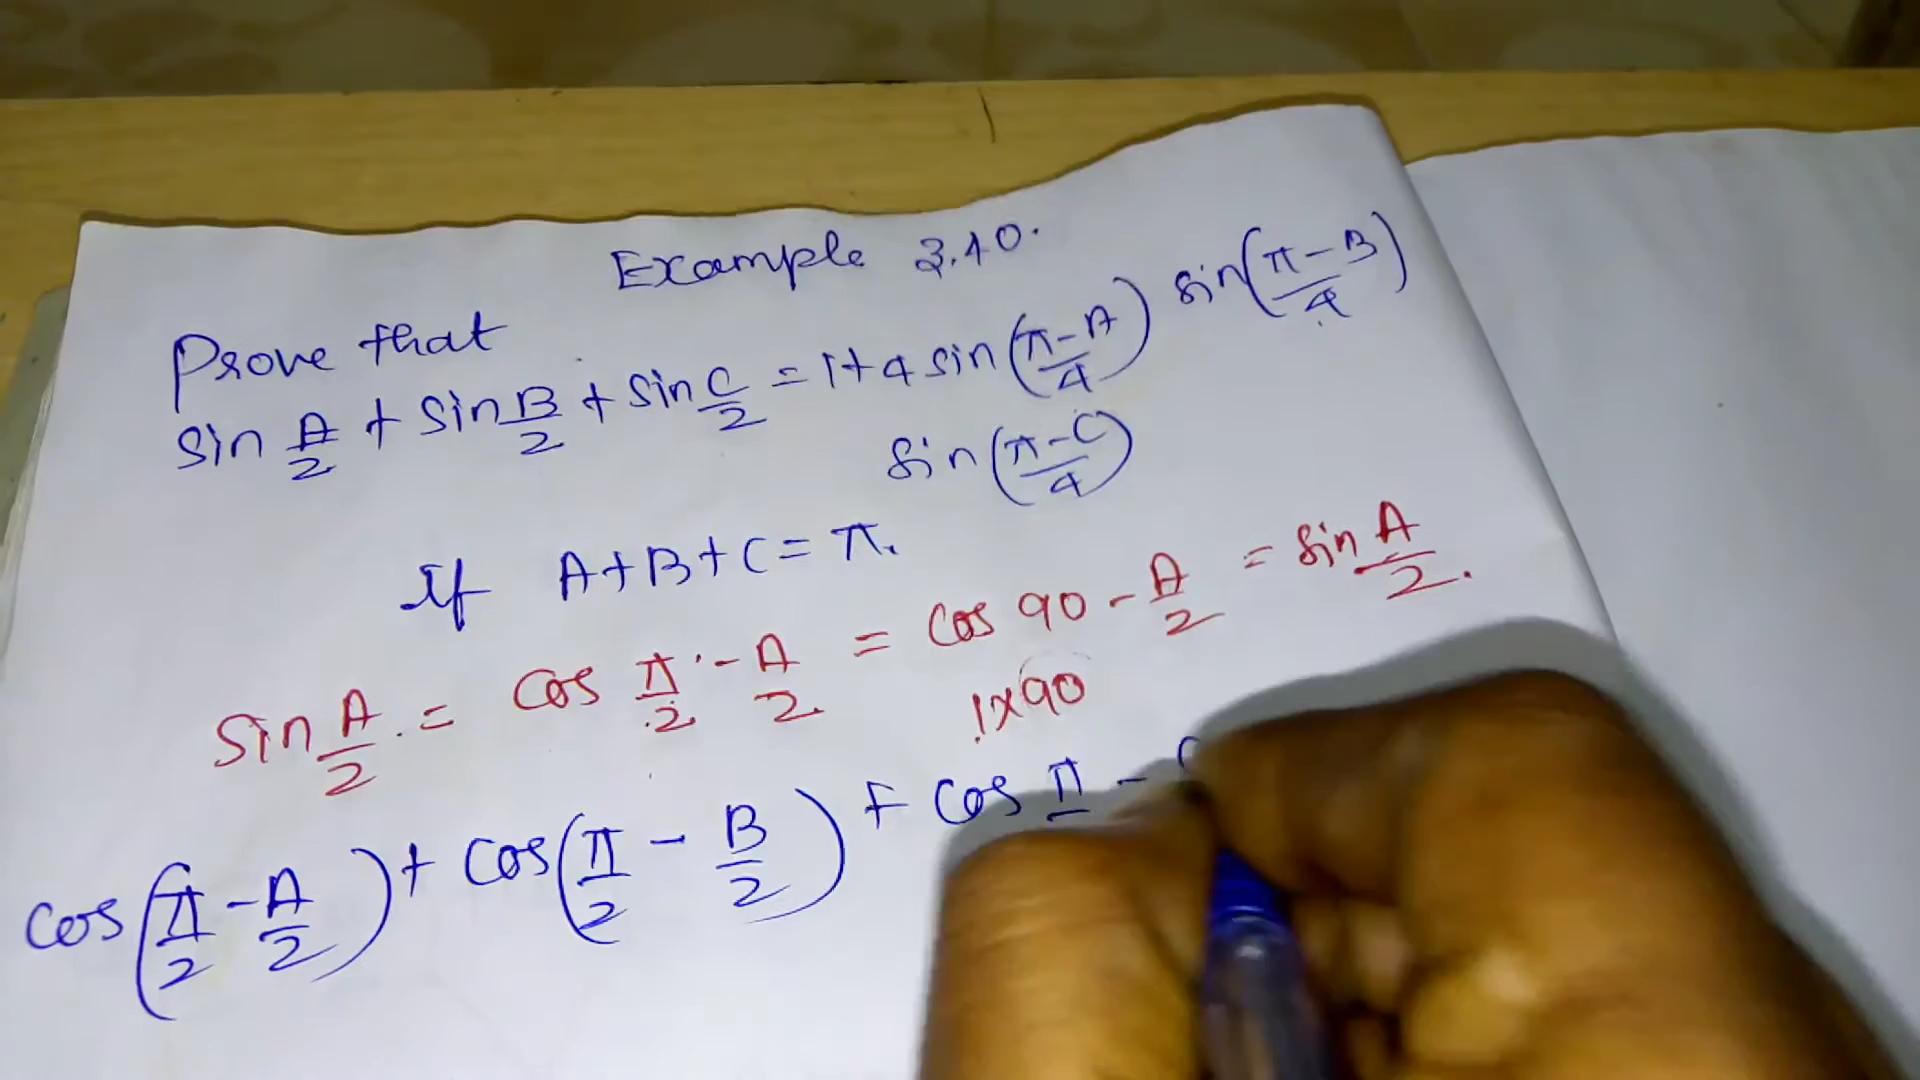 Example 3.40.
Prove that
sin A/2 + sin B/2 + sin C/2 = 1+4 sin (π-A/4) sin (π-B/4)
sin (π-C/4)
If A+B+C = π.
sin A/2 . = cos π/2 - A/2 = cos 90 - A/2 = sin A/2.
1x90
cos (π/2 - A/2) + cos (π/2 - B/2) + cos π -